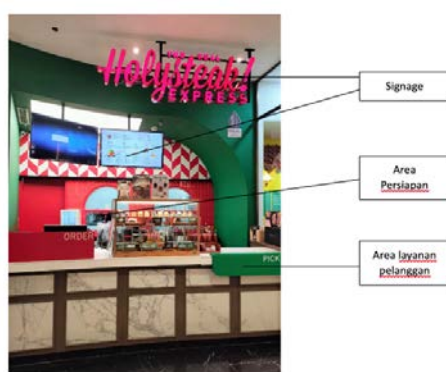 HolySteak!
EXPRESS
ORDER
PICK
Signage
Area
Persiapan
Area layanan
pelanggan